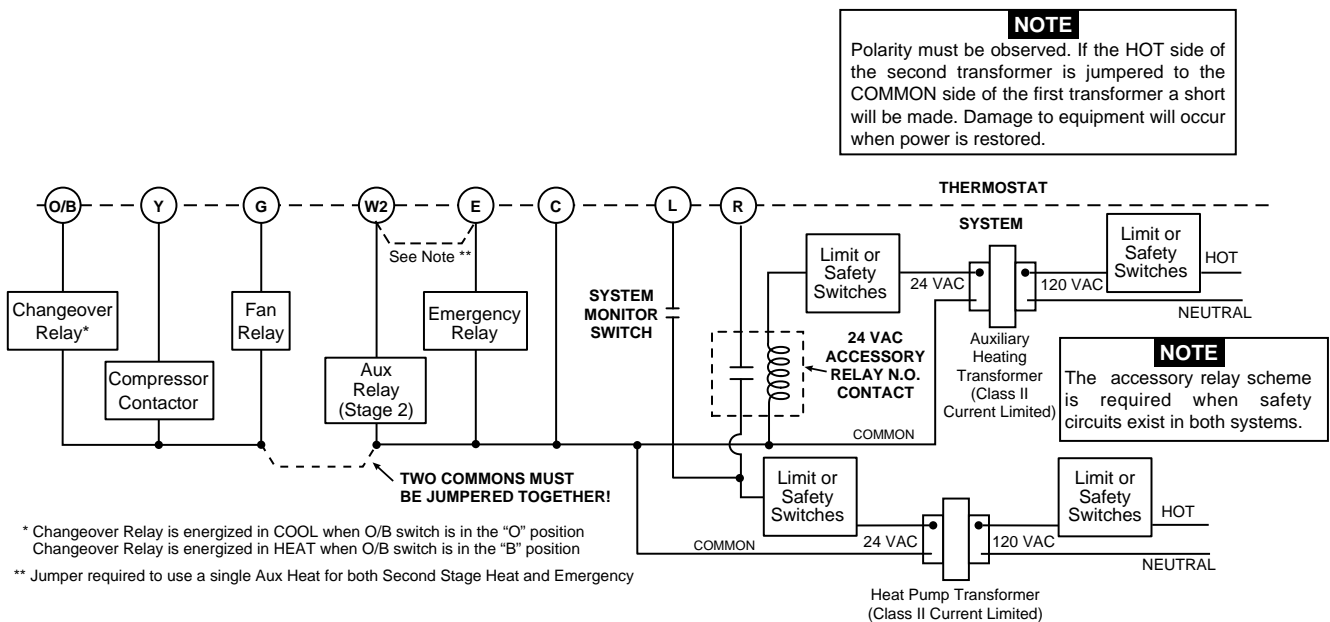 NOTE
Polarity must be observed. If the HOT side of
the second transformer is jumpered to the
COMMON side of the first transformer a short
will be made. Damage to equipment will occur
when power is restored.
THERMOSTAT
O/B
Y
G
W2
E
C
L
R
SYSTEM
See Note **
Changeover
Relay*
Compressor
Contactor
Fan
Relay
Aux
Relay
(Stage 2)
Emergency
Relay
SYSTEM
MONITOR
SWITCH
24 VAC
ACCESSORY
RELAY N.O.
CONTACT
Limit or
Safety
Switches
24 VAC
120 VAC
Limit or
Safety
Switches
HOT
NEUTRAL
Auxiliary
Heating
Transformer
(Class II
Current Limited)
NOTE
The accessory relay scheme
is required when safety
circuits exist in both systems.
COMMON
TWO COMMONS MUST
BE JUMPERED TOGETHER!
Limit or
Safety
Switches
COMMON
24 VAC
120 VAC
Limit or
Safety
Switches
HOT
NEUTRAL
Heat Pump Transformer
(Class II Current Limited)
* Changeover Relay is energized in COOL when O/B switch is in the “O” position
Changeover Relay is energized in HEAT when O/B switch is in the “B” position
** Jumper required to use a single Aux Heat for both Second Stage Heat and Emergency